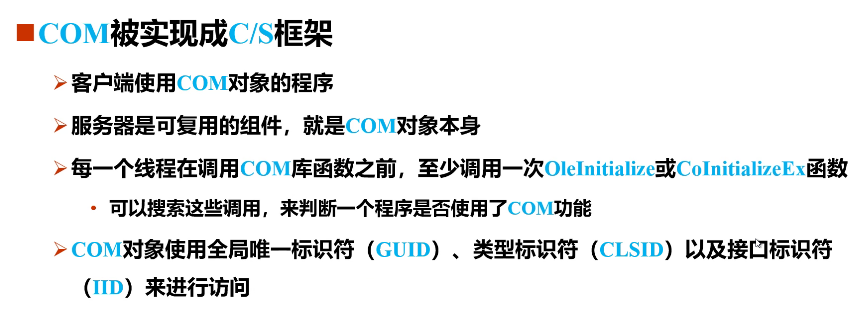 COM被实现成C/S框架
客户端使用COM对象的程序
服务器是可复用的组件，就是COM对象本身
每一个线程在调用COM库函数之前，至少调用一次OleInitialize或CoInitializeEx函数
可以搜索这些调用，来判断一个程序是否使用了COM功能
COM对象使用全局唯一标识符（GUID）、类型标识符（CLSID）以及接口标识符
（IID）来进行访问